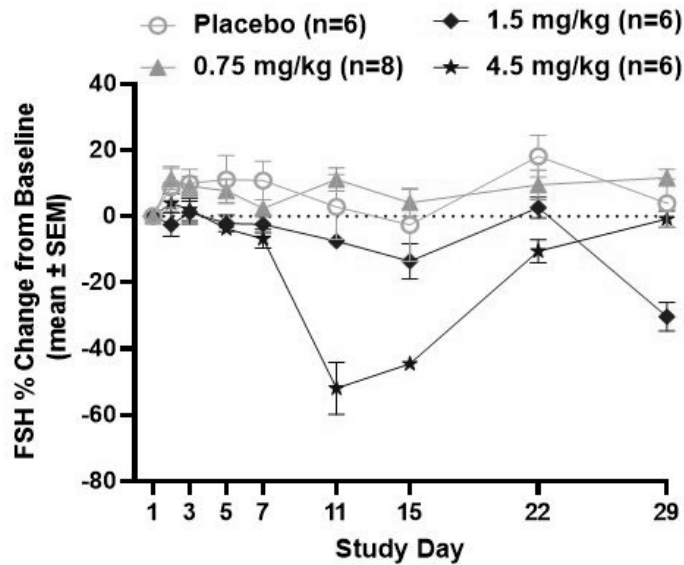 Placebo (n=6)
1.5 mg/kg (n=6)
0.75 mg/kg (n=8)
4.5 mg/kg (n=6)
FSH % Change from Baseline
(mean ± SEM)
40
20
0
-20
-40
-60
-80
1 3 5 7 11 15 22 29
Study Day